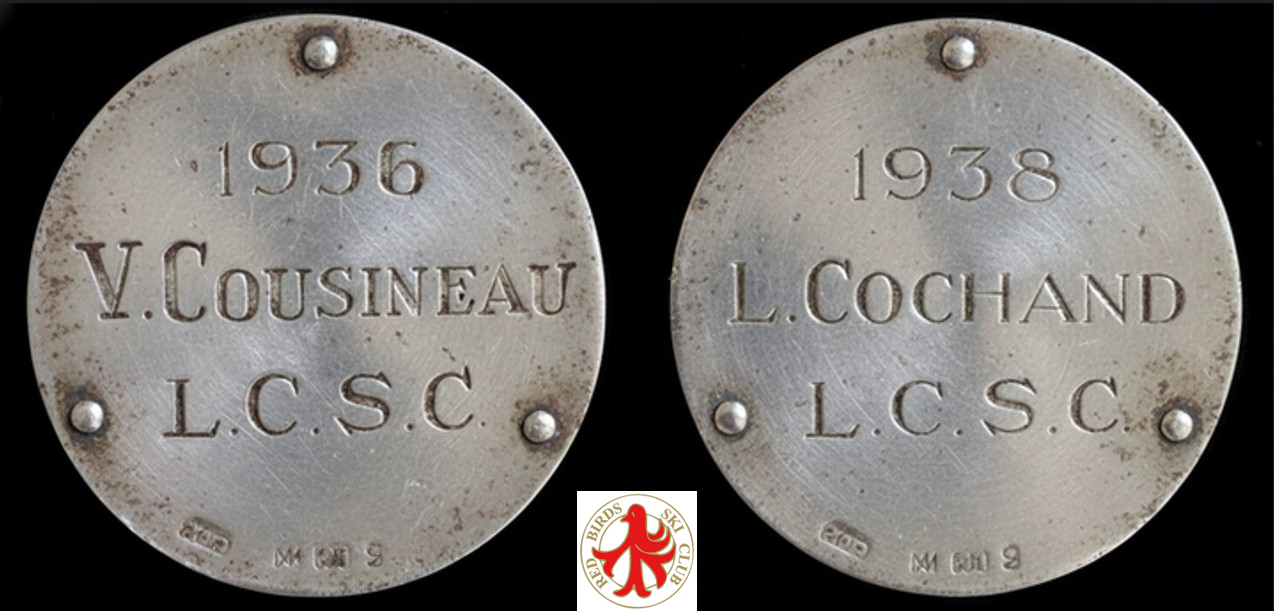 1936
V. COUSINEAU
L.C.S.C.
1938
L. COCHAND
L.C.S.C.
RED BIRDS SKI CLUB